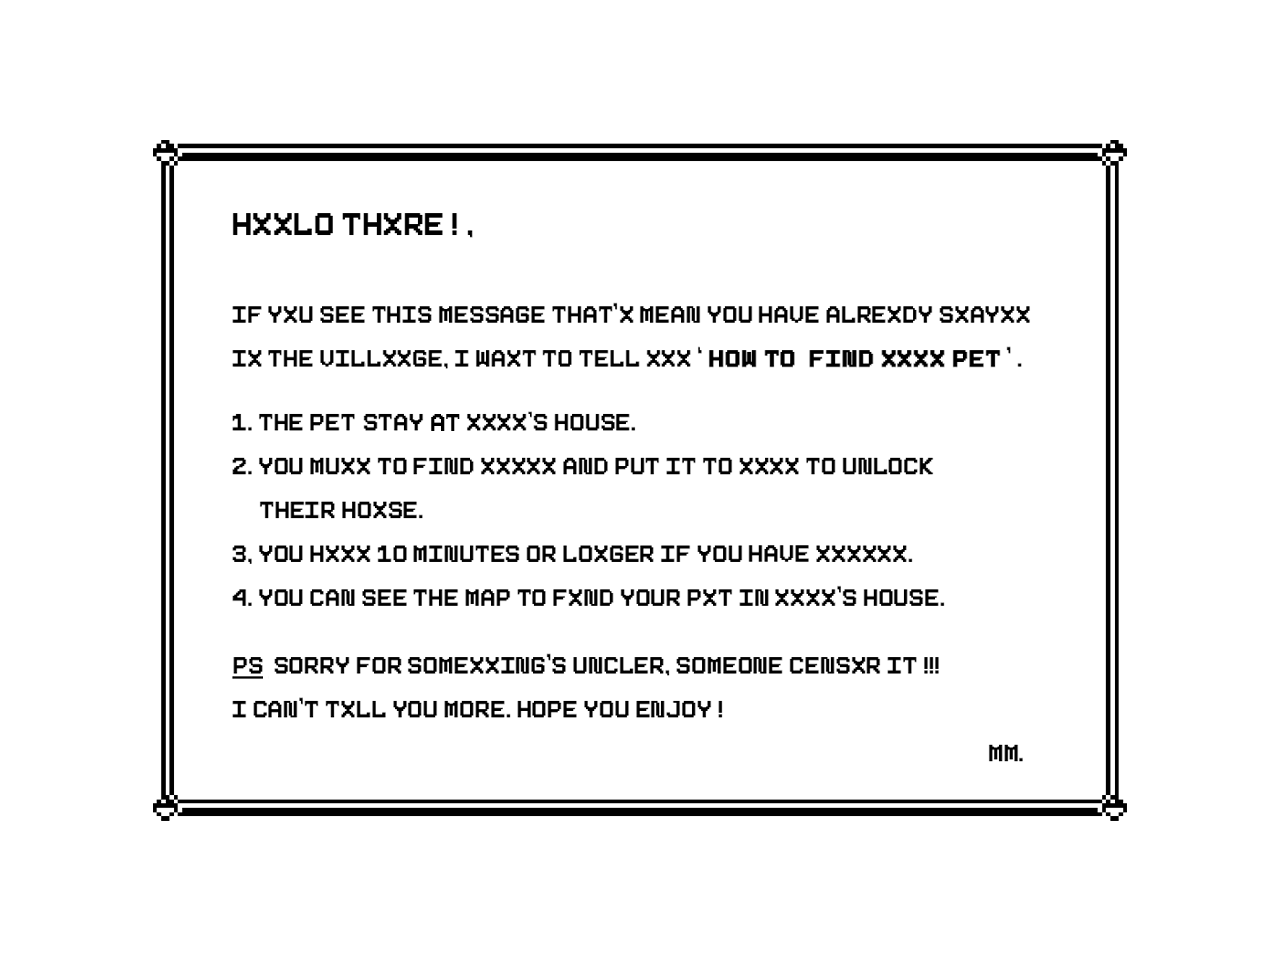 HXXLO THXRE!,
IF YXU SEE THIS MESSAGE THAT'X MEAN YOU HAVE ALREXDY SXAYXX
IX THE VILLXXGE, I WAXT TO TELL XXX 'HOW TO FIND XXXX PET'.
1. THE PET STAY AT XXXX'S HOUSE.
2. YOU MUXX TO FIND XXXXX AND PUT IT TO XXXX TO UNLOCK
THEIR HOXSE.
3, YOU HXXX 10 MINUTES OR LOXGER IF YOU HAVE XXXXXX.
4. YOU CAN SEE THE MAP TO FXND YOUR PXT IN XXXX'S HOUSE.
PS SORRY FOR SOMEXXING'S UNCLER, SOMEONE CENSXR IT !!!
I CAN'T TXLL YOU MORE. HOPE YOU ENJOY!
MM.